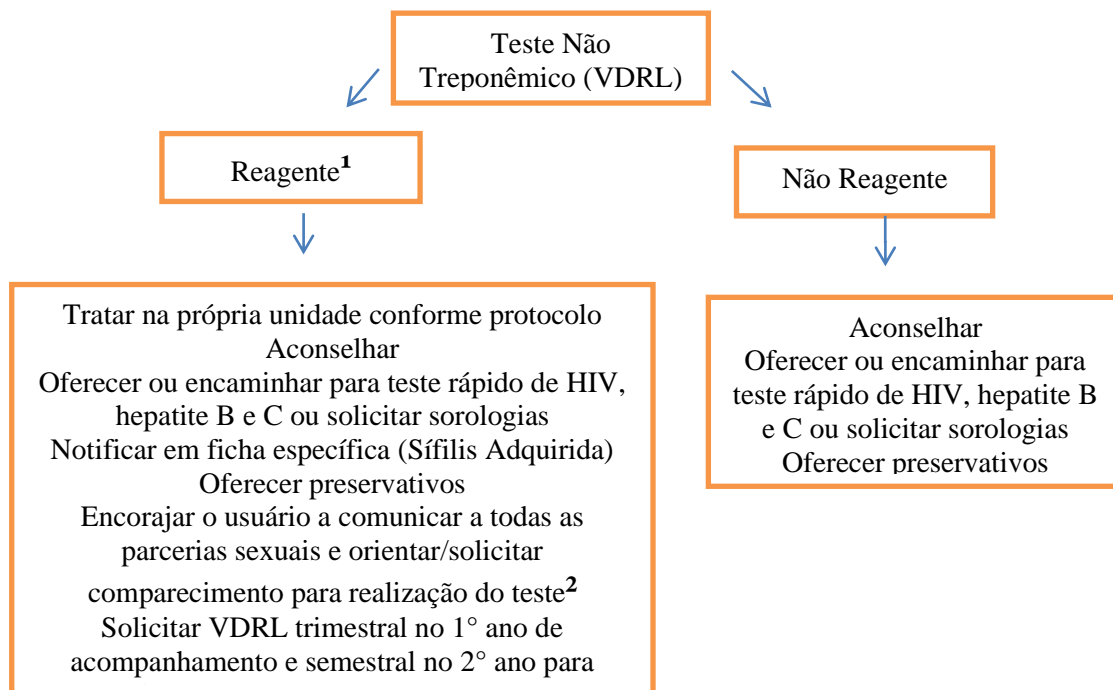 Teste Não
Treponêmico (VDRL)
Reagente¹
Não Reagente
Tratar na própria unidade conforme protocolo
Aconselhar
Oferecer ou encaminhar para teste rápido de HIV,
hepatite B e C ou solicitar sorologias
Notificar em ficha específica (Sífilis Adquirida)
Oferecer preservativos
Encorajar o usuário a comunicar a todas as
parcerias sexuais e orientar/solicitar
comparecimento para realização do teste²
Solicitar VDRL trimestral no 1° ano de
acompanhamento e semestral no 2° ano para
Aconselhar
Oferecer ou encaminhar para
teste rápido de HIV, hepatite B
e C ou solicitar sorologias
Oferecer preservativos